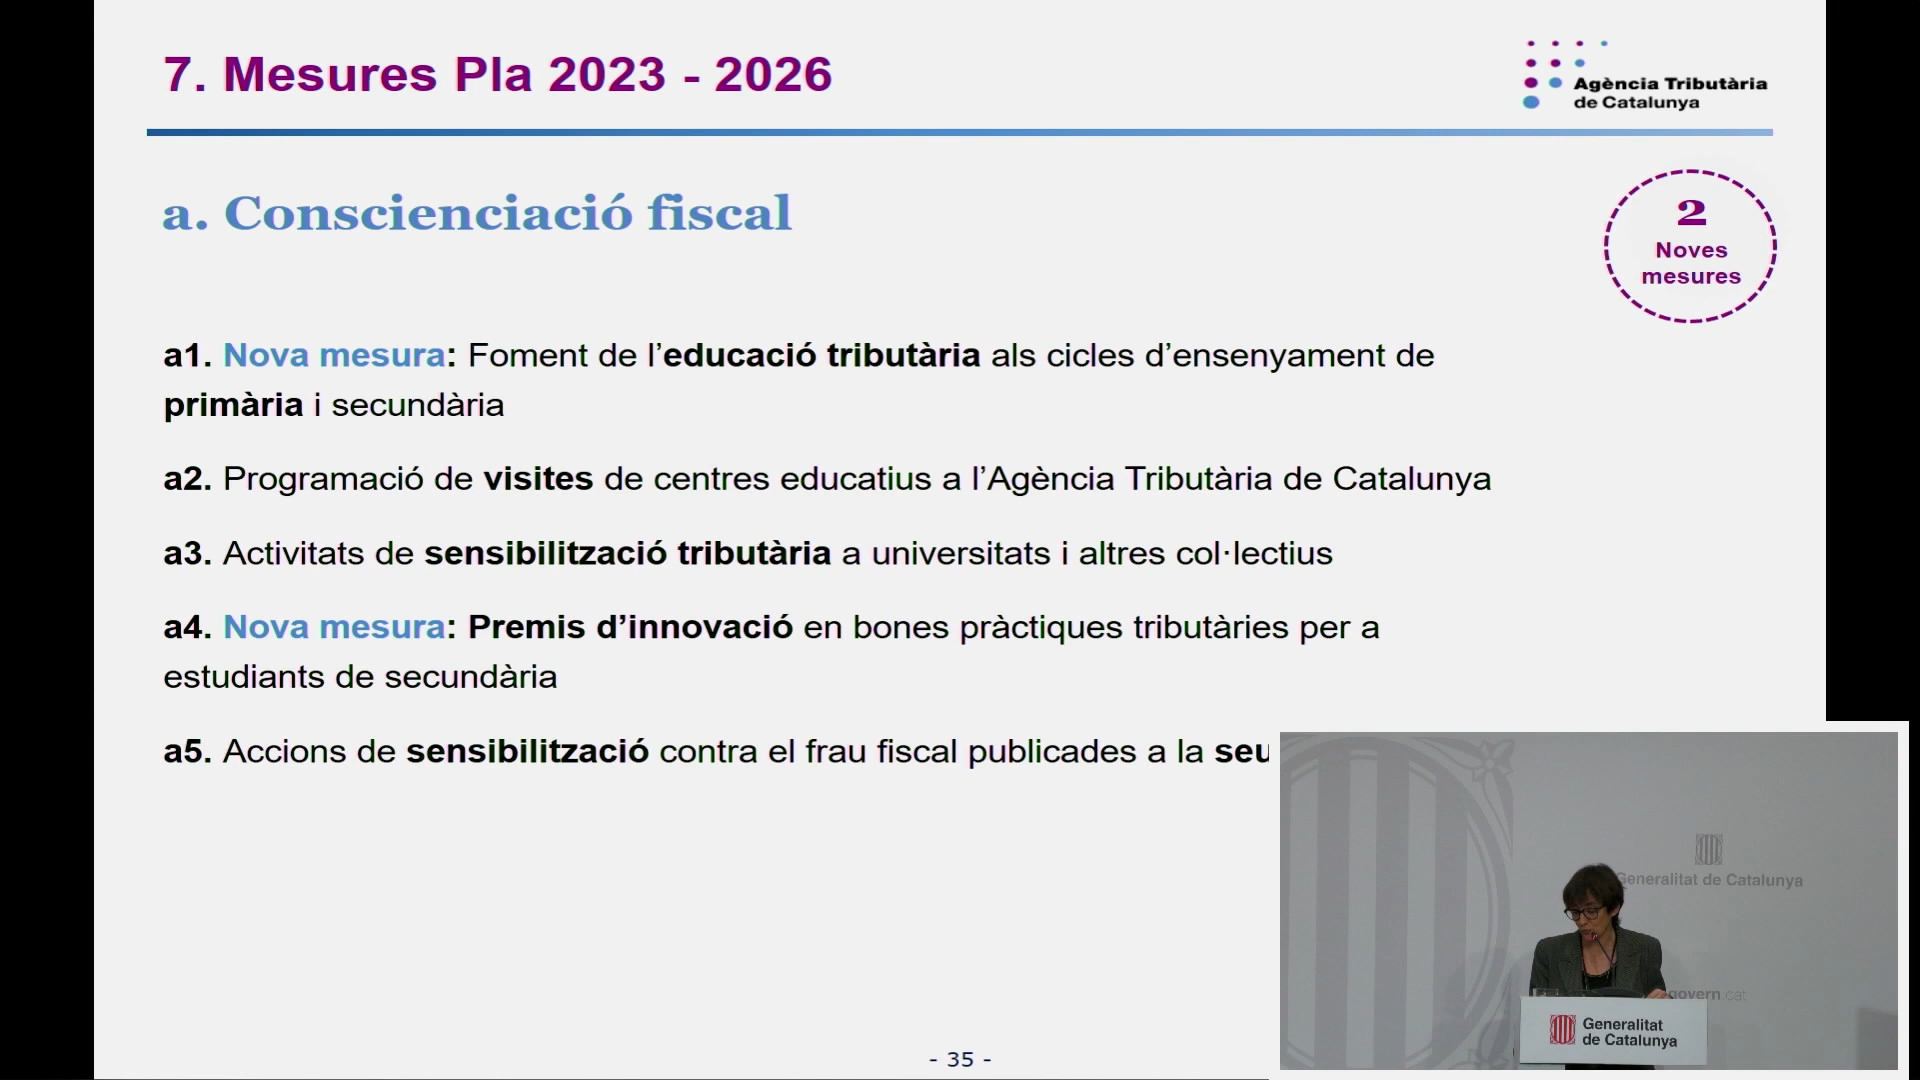 7. Mesures Pla 2023 - 2026
Agència Tributària
de Catalunya
a. Conscienciació fiscal
2
Noves
mesures
a1. Nova mesura: Foment de l’educació tributària als cicles d’ensenyament de
primària i secundària
a2. Programació de visites de centres educatius a l’Agència Tributària de Catalunya
a3. Activitats de sensibilització tributària a universitats i altres col·lectius
a4. Nova mesura: Premis d’innovació en bones pràctiques tributàries per a
estudiants de secundària
a5. Accions de sensibilització contra el frau fiscal publicades a la seu
Generalitat de Catalunya
govern.cat
Generalitat
de Catalunya
- 35 -